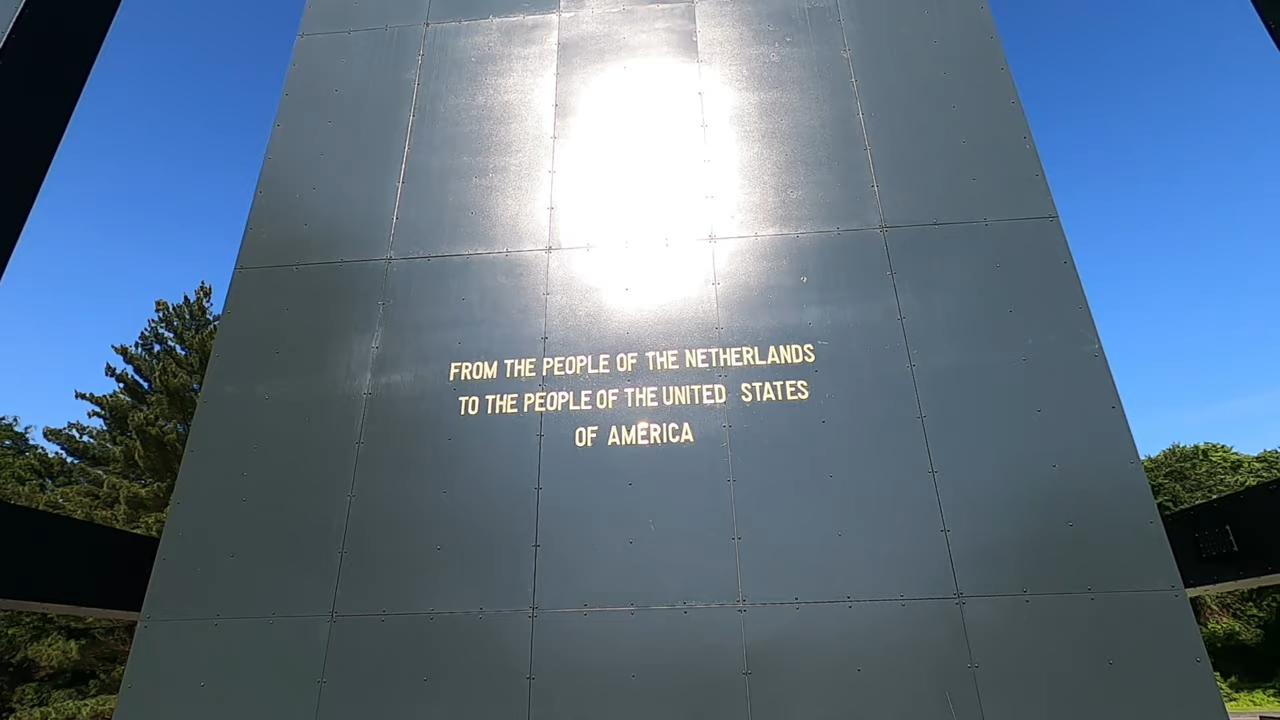 FROM THE PEOPLE OF THE NETHERLANDS
TO THE PEOPLE OF THE UNITED STATES
OF AMERICA